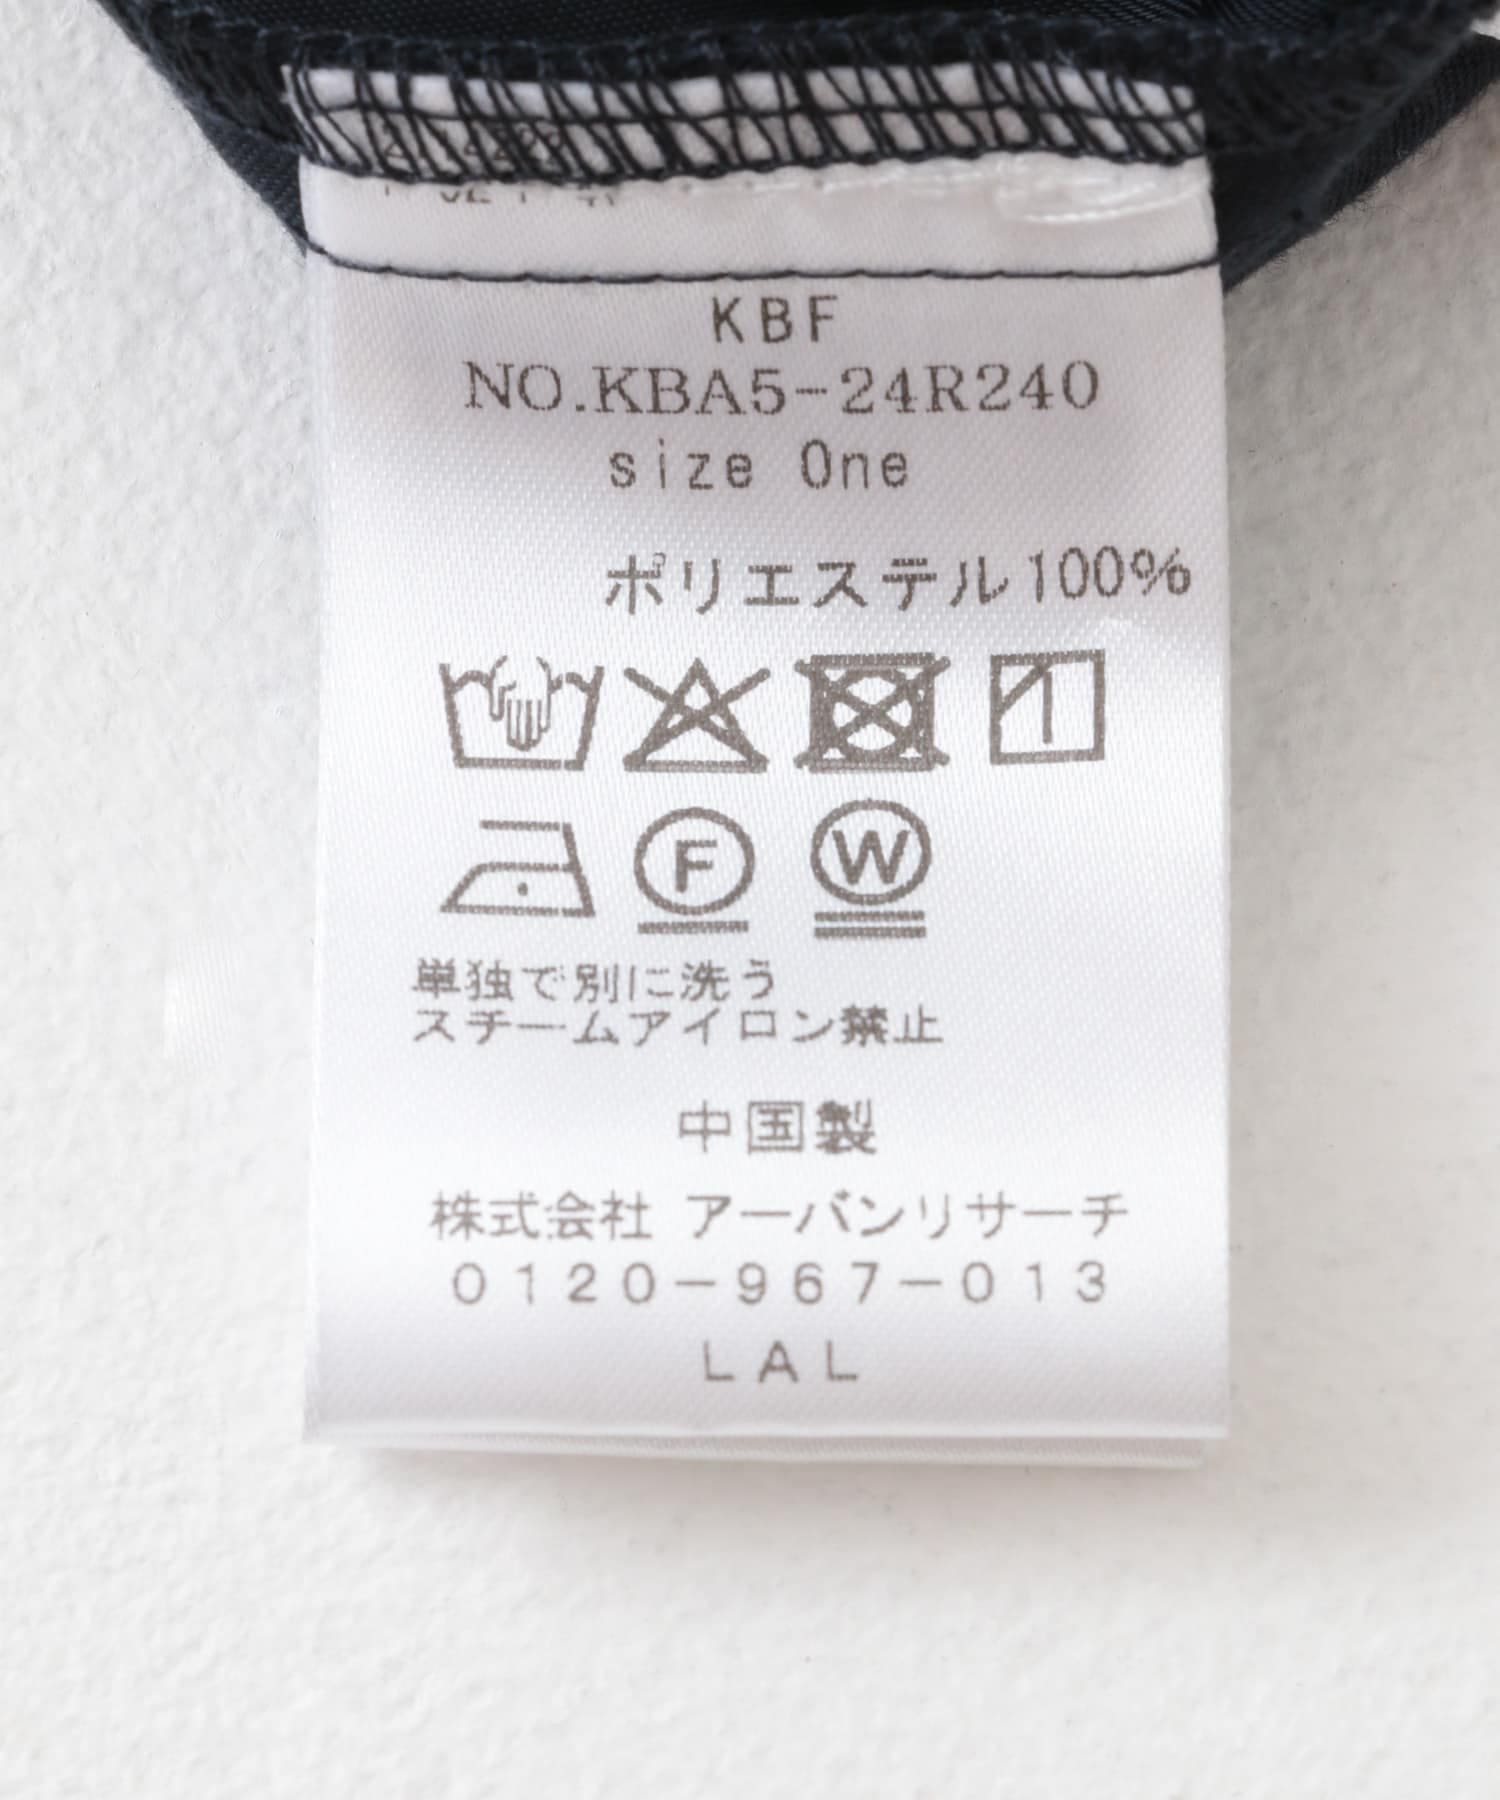 KBF
NO.KBA5-24R240
size One
ポリエステル100%
F
W
単独で別に洗う
スチームアイロン禁止
中国製
株式会社 アーバンリサーチ
0120-967-013
LAL